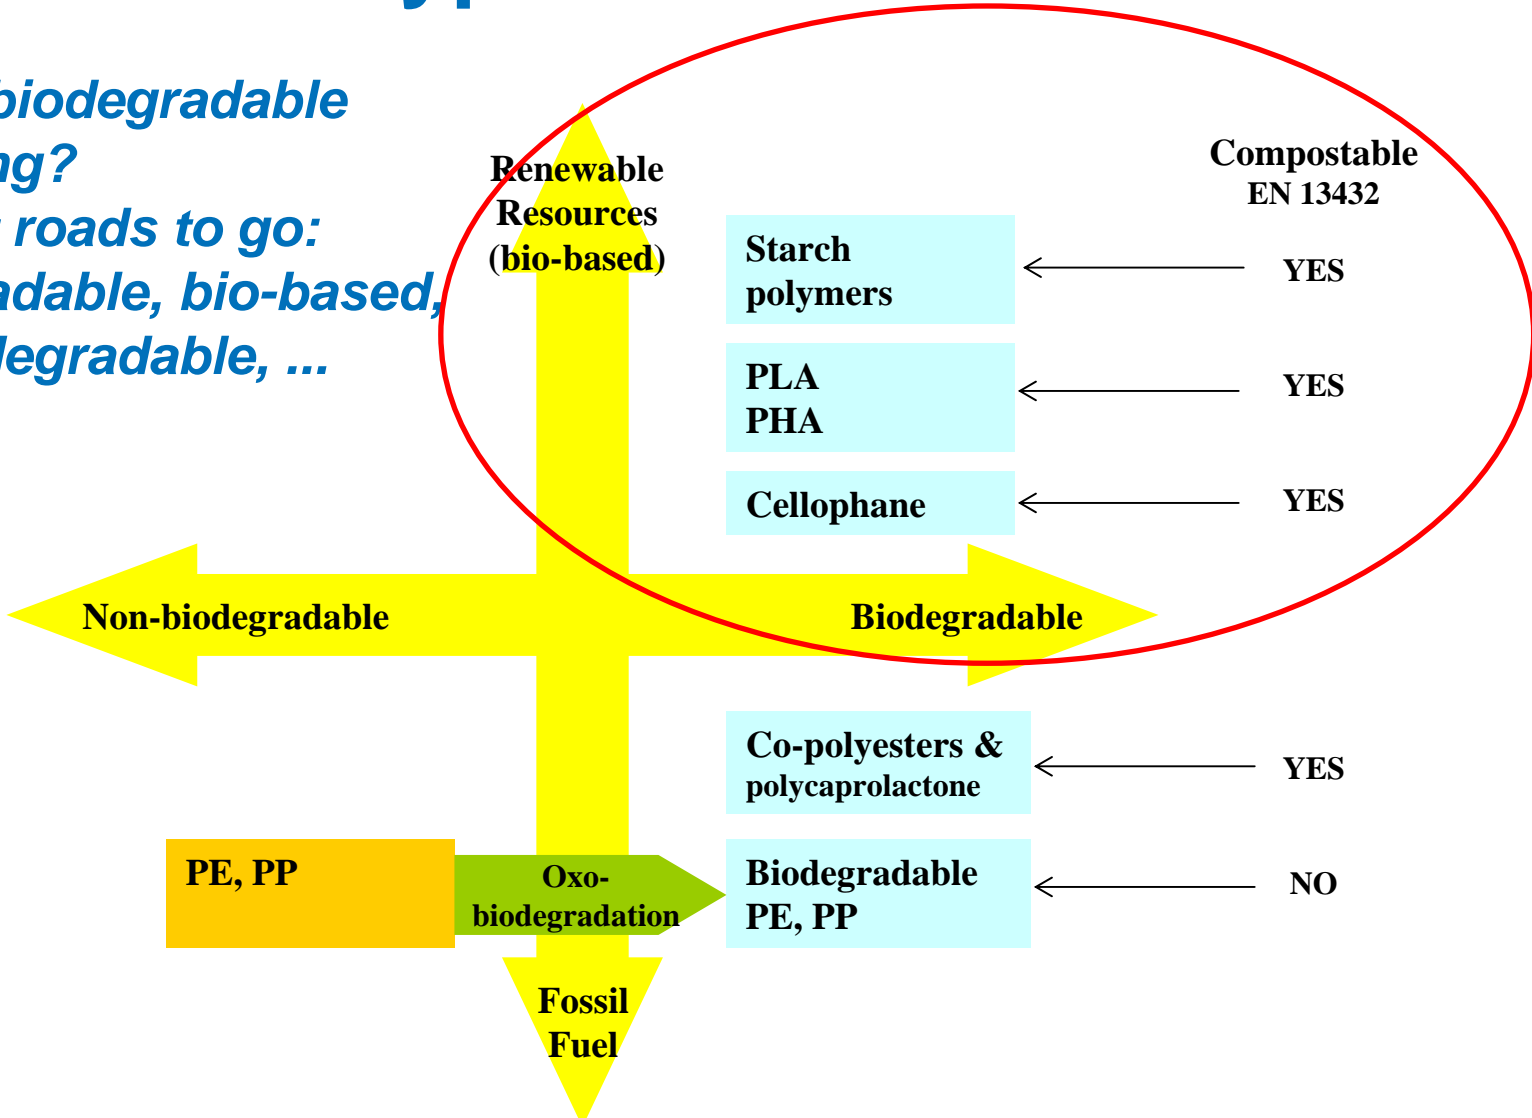 biodegradable
ng?
roads to go:
adable, bio-based,
degradable, ...
Renewable
Resources
(bio-based)
Compostable
EN 13432
Starch
polymers
YES
PLA
PHA
YES
Cellophane
YES
Non-biodegradable
Biodegradable
Co-polyesters &
polycaprolactone
YES
PE, PP
Oxo-
biodegradation
Biodegradable
PE, PP
NO
Fossil
Fuel